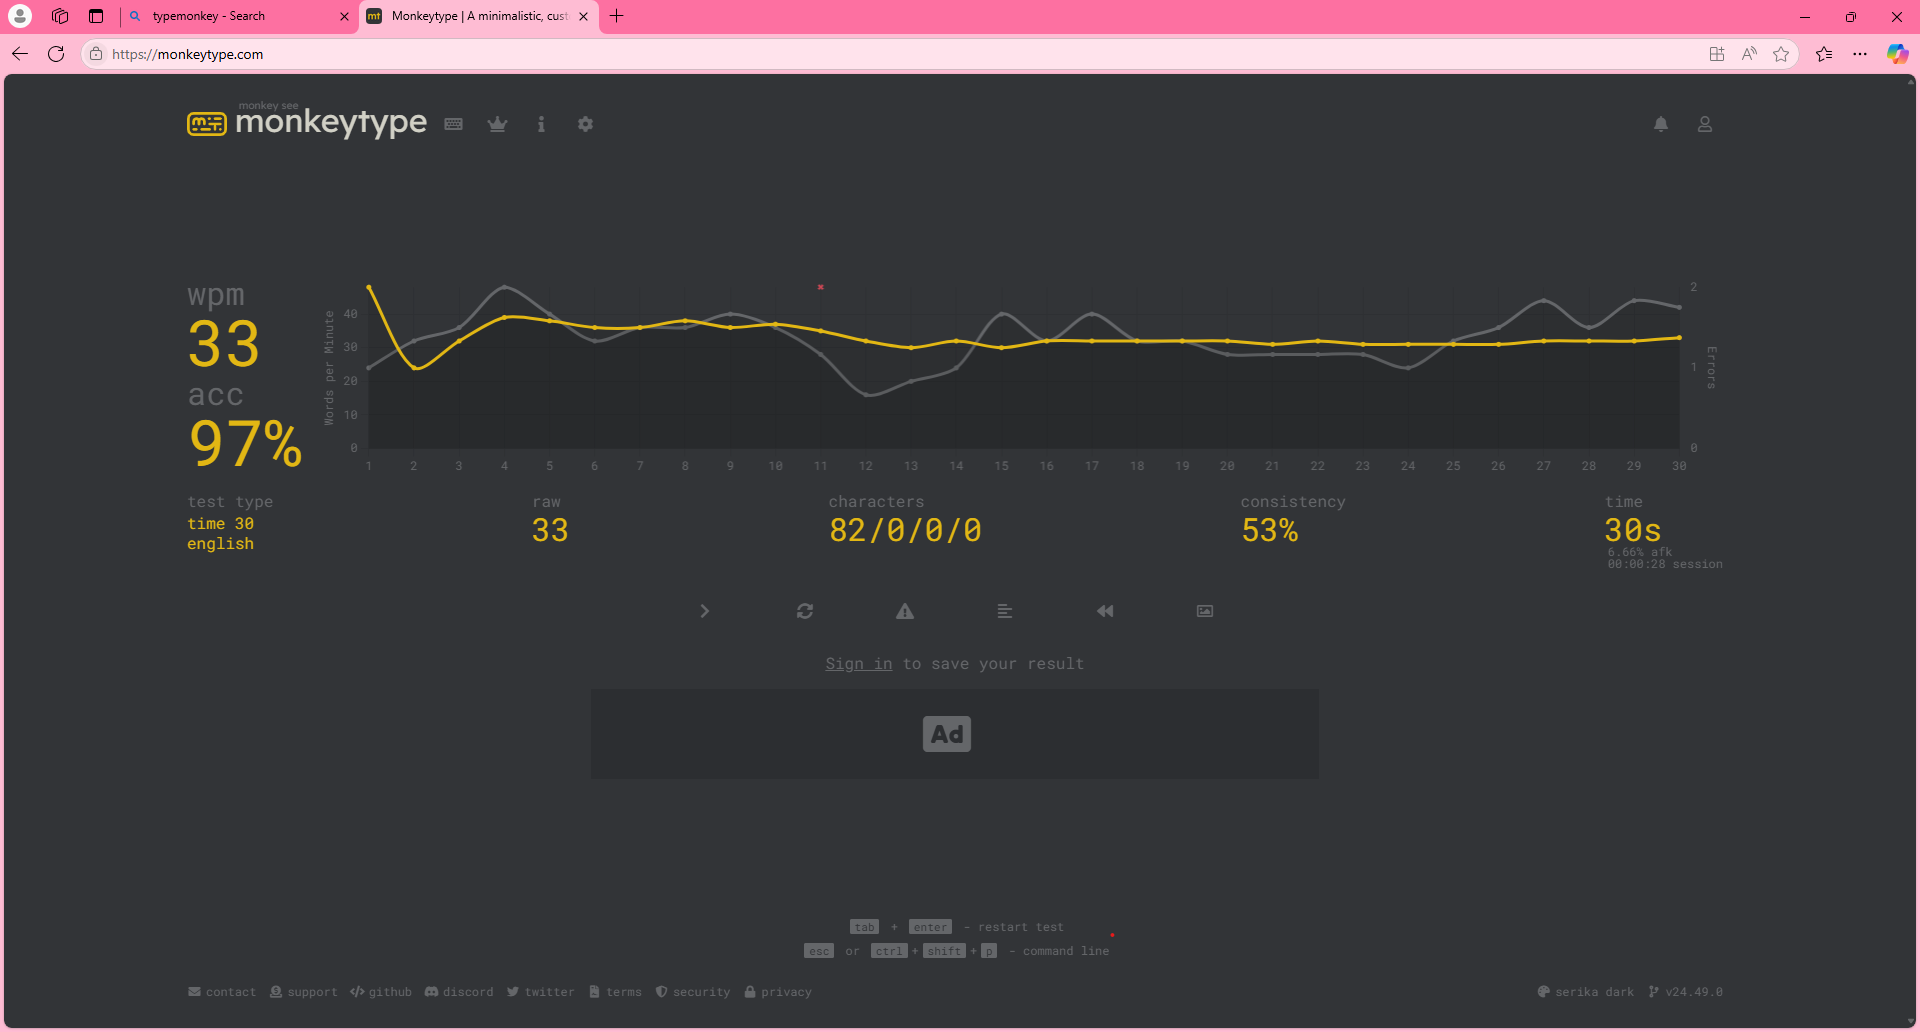 typemonkey - Search
Monkeytype | A minimalistic, cust
https://monkeytype.com
monkey see
monkeytype
wpm
33
acc
97%
Words per Minute
40
30
20
10
0
2
1
0
Errors
1 2 3 4 5 6 7 8 9 10 11 12 13 14 15 16 17 18 19 20 21 22 23 24 25 26 27 28 29 30
test type
time 30
english
raw
33
characters
82/0/0/0
consistency
53%
time
30s
6.66% afk
00:00:28 session
Sign in to save your result
Ad
tab + enter - restart test
esc or ctrl + shift + p - command line
contact support github discord twitter terms security privacy
serika dark v24.49.0